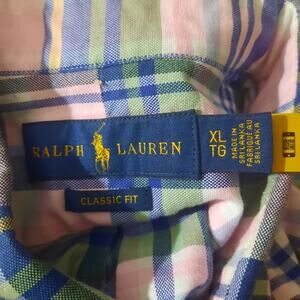 RALPH LAUREN
CLASSIC FIT
XL
TG
MADE IN
SRI LANKA
FABRIQUÉ AU
SRI LANKA